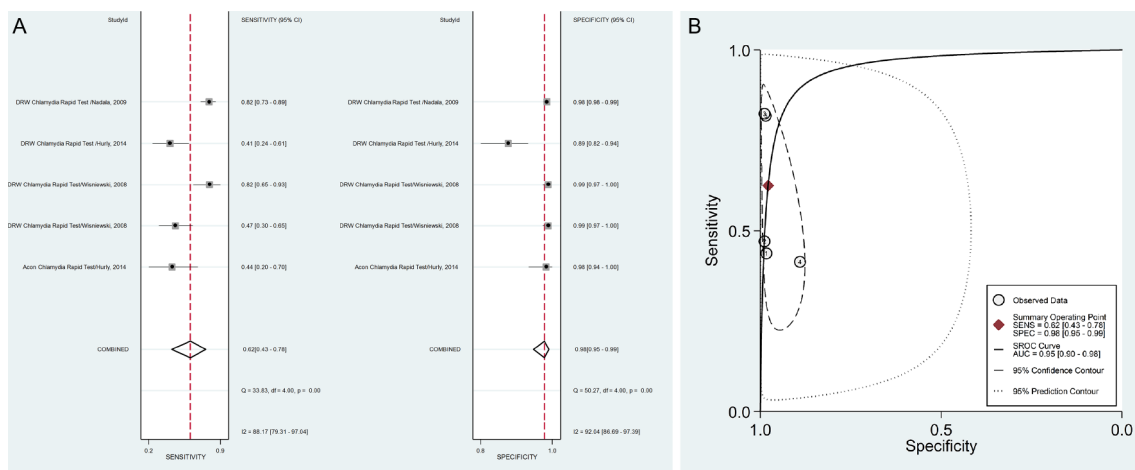 A
StudyId SENSITIVITY (95% CI)
DRW Chlamydia Rapid Test /Nadala, 2009 0.82 [0.73 - 0.89]
DRW Chlamydia Rapid Test /Hurly, 2014 0.41 [0.24 - 0.61]
DRW Chlamydia Rapid Test/Wisniewski, 2008 0.82 [0.65 - 0.93]
DRW Chlamydia Rapid Test/Wisniewski, 2008 0.47 [0.30 - 0.65]
Acon Chlamydia Rapid Test/Hurly, 2014 0.44 [0.20 - 0.70]
COMBINED 0.62[0.43 - 0.78]
Q = 33.83, df = 4.00, p = 0.00
I2 = 88.17 [79.31 - 97.04]
0.2 0.9
SENSITIVITY
StudyId SPECIFICITY (95% CI)
DRW Chlamydia Rapid Test /Nadala, 2009 0.98 [0.98 - 0.99]
DRW Chlamydia Rapid Test /Hurly, 2014 0.89 [0.82 - 0.94]
DRW Chlamydia Rapid Test/Wisniewski, 2008 0.99 [0.97 - 1.00]
DRW Chlamydia Rapid Test/Wisniewski, 2008 0.99 [0.97 - 1.00]
Acon Chlamydia Rapid Test/Hurly, 2014 0.98 [0.94 - 1.00]
COMBINED 0.98[0.95 - 0.99]
Q = 50.27, df = 4.00, p = 0.00
I2 = 92.04 [86.69 - 97.39]
0.8 1.0
SPECIFICITY
B
1.0
Sensitivity
0.5
0.0
1
4
Observed Data
Summary Operating Point
SENS = 0.62 [0.43 - 0.78]
SPEC = 0.98 [0.95 - 0.99]
SROC Curve
AUC = 0.95 [0.90 - 0.98]
95% Confidence Contour
95% Prediction Contour
1.0 0.5 0.0
Specificity